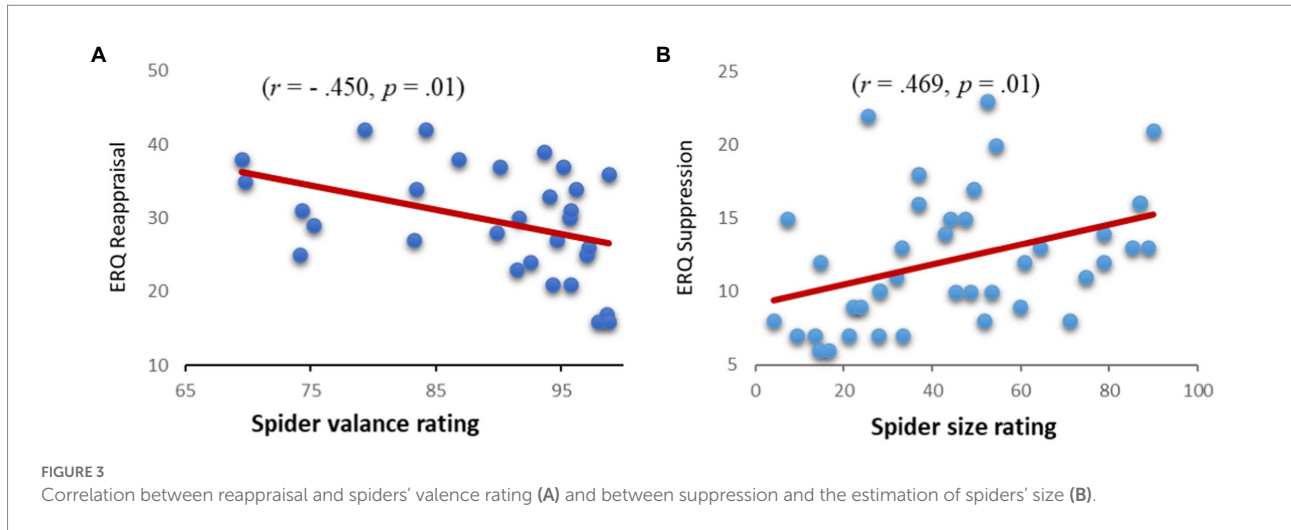 A
(r = - .450, p = .01)
ERQ Reappraisal
50
40
30
20
10
65 75 85 95
Spider valance rating
B
(r = .469, p = .01)
ERQ Suppression
25
20
15
10
5
0 20 40 60 80 100
Spider size rating
FIGURE 3
Correlation between reappraisal and spiders’ valence rating (A) and between suppression and the estimation of spiders’ size (B).